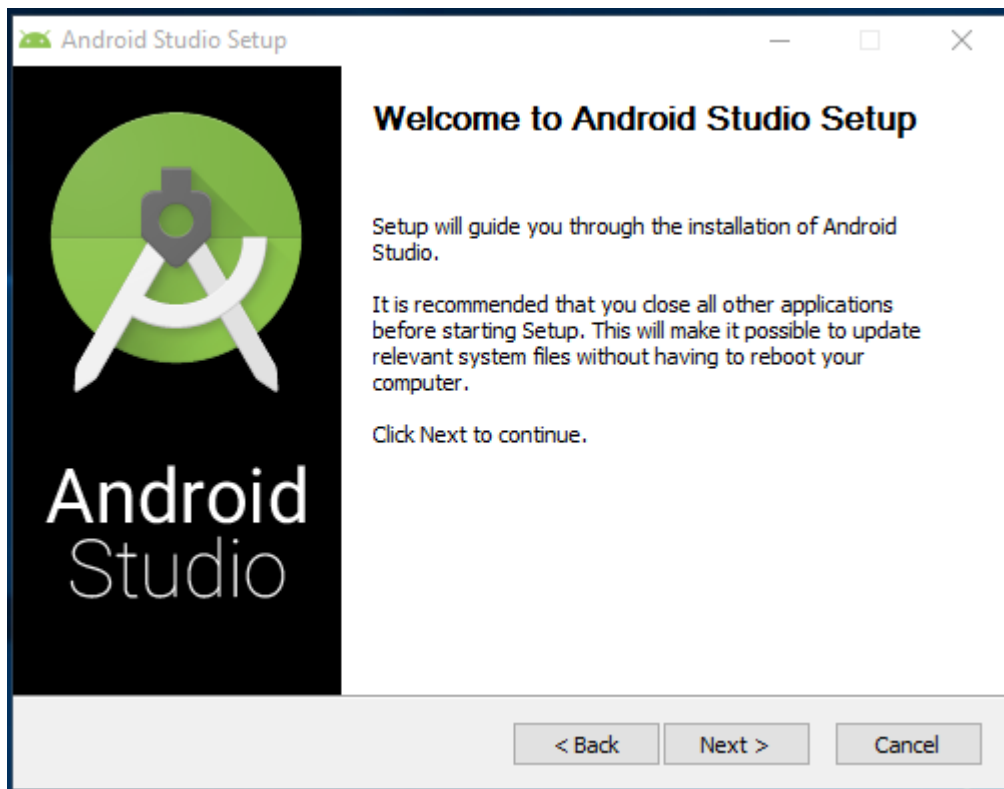 Android Studio Setup
Welcome to Android Studio Setup
Setup will guide you through the installation of Android
Studio.
It is recommended that you close all other applications
before starting Setup. This will make it possible to update
relevant system files without having to reboot your
computer.
Click Next to continue.
Android
Studio
< Back
Next >
Cancel